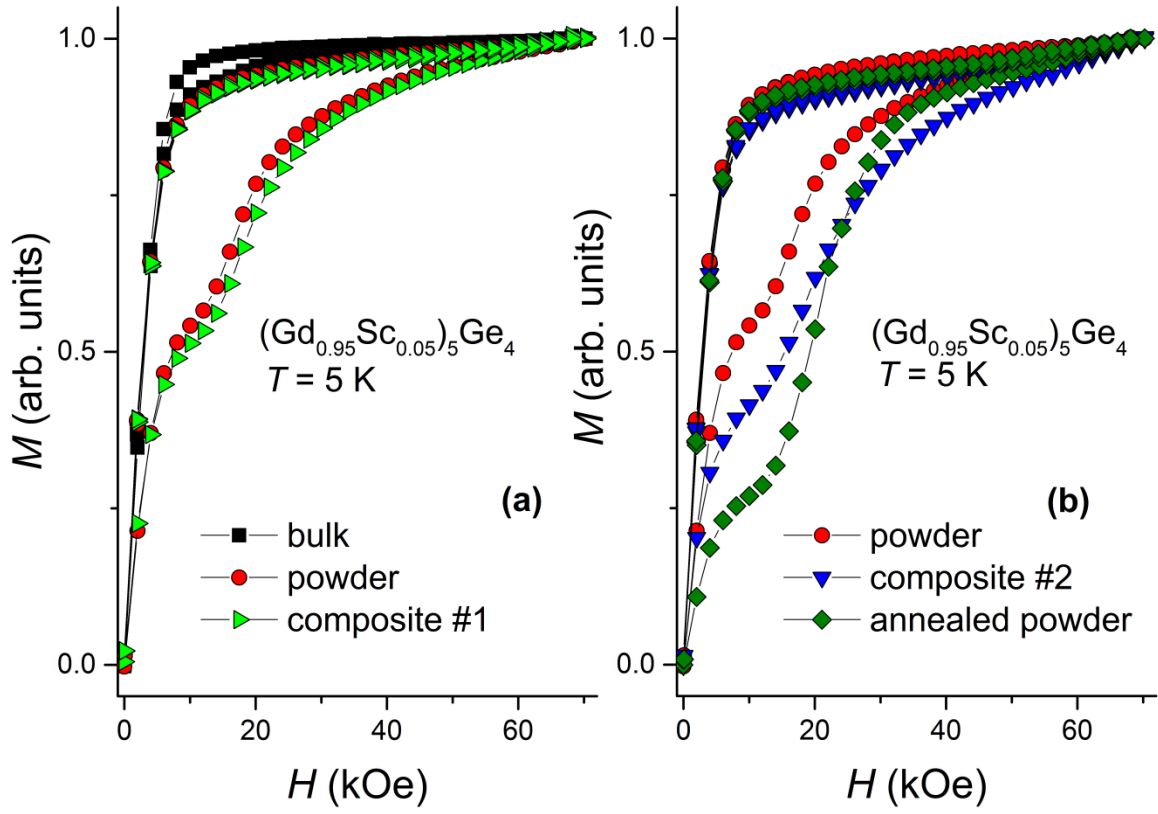 1.0
0.5
0.0
M (arb. units)
(Gd0.95Sc0.05)5Ge4
T = 5 K
(a)
bulk
powder
composite #1
0 20 40 60
H (kOe)
1.0
0.5
0.0
M (arb. units)
(Gd0.95Sc0.05)5Ge4
T = 5 K
(b)
powder
composite #2
annealed powder
0 20 40 60
H (kOe)